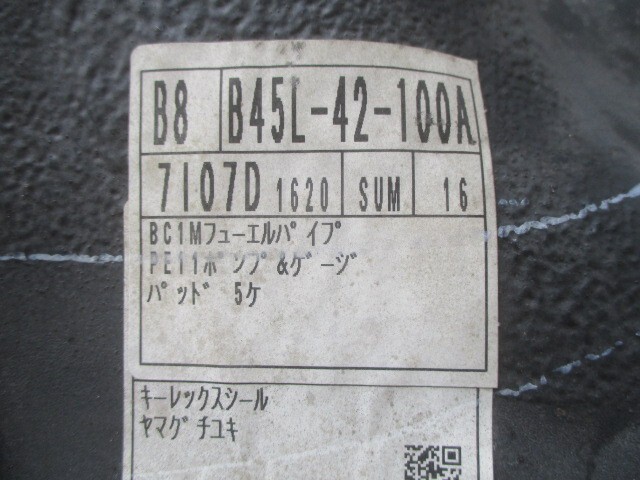 B8 B45L-42-100A
7107D 1620 SUM 16
BC1Mフューエルパイプ
PE11ポンプ&ゲージ
パッド 5ケ
キーレックスシール
ヤマグチユキ